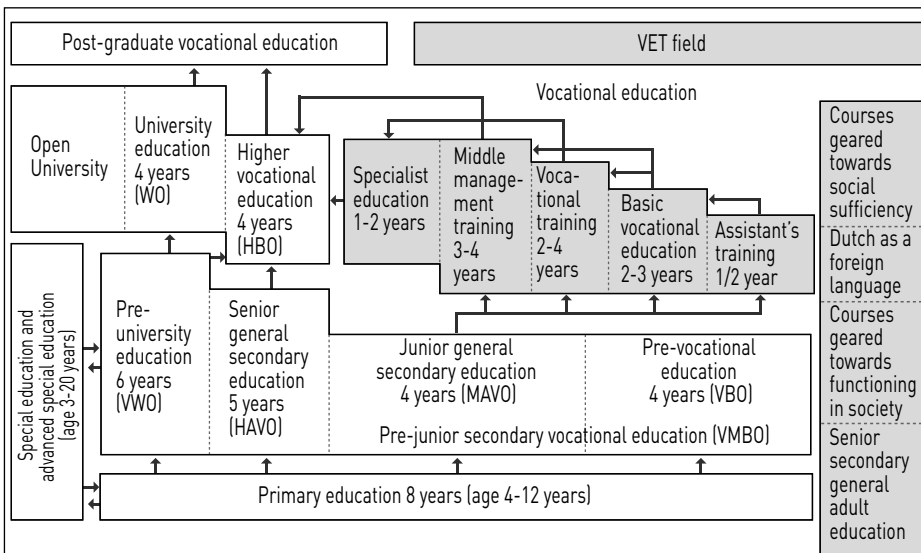 Post-graduate vocational education
VET field
Vocational education
Open
University
University
education
4 years
(WO)
Higher
vocational
education
4 years
(HBO)
Specialist
education
1-2 years
Middle
manage-
ment
training
3-4
years
Voca-
tional
training
2-4
years
Basic
vocational
education
2-3 years
Assistant's
training
1/2 year
Courses
geared
towards
social
sufficiency
Dutch as a
foreign
language
Courses
geared
towards
functioning
in society
Senior
secondary
general
adult
education
Special education and
advanced special education
(age 3-20 years)
Pre-
university
education
6 years
(VWO)
Senior
general
secondary
education
5 years
(HAVO)
Junior general
secondary education
4 years (MAVO)
Pre-vocational
education
4 years (VBO)
Pre-junior secondary vocational education (VMBO)
Primary education 8 years (age 4-12 years)